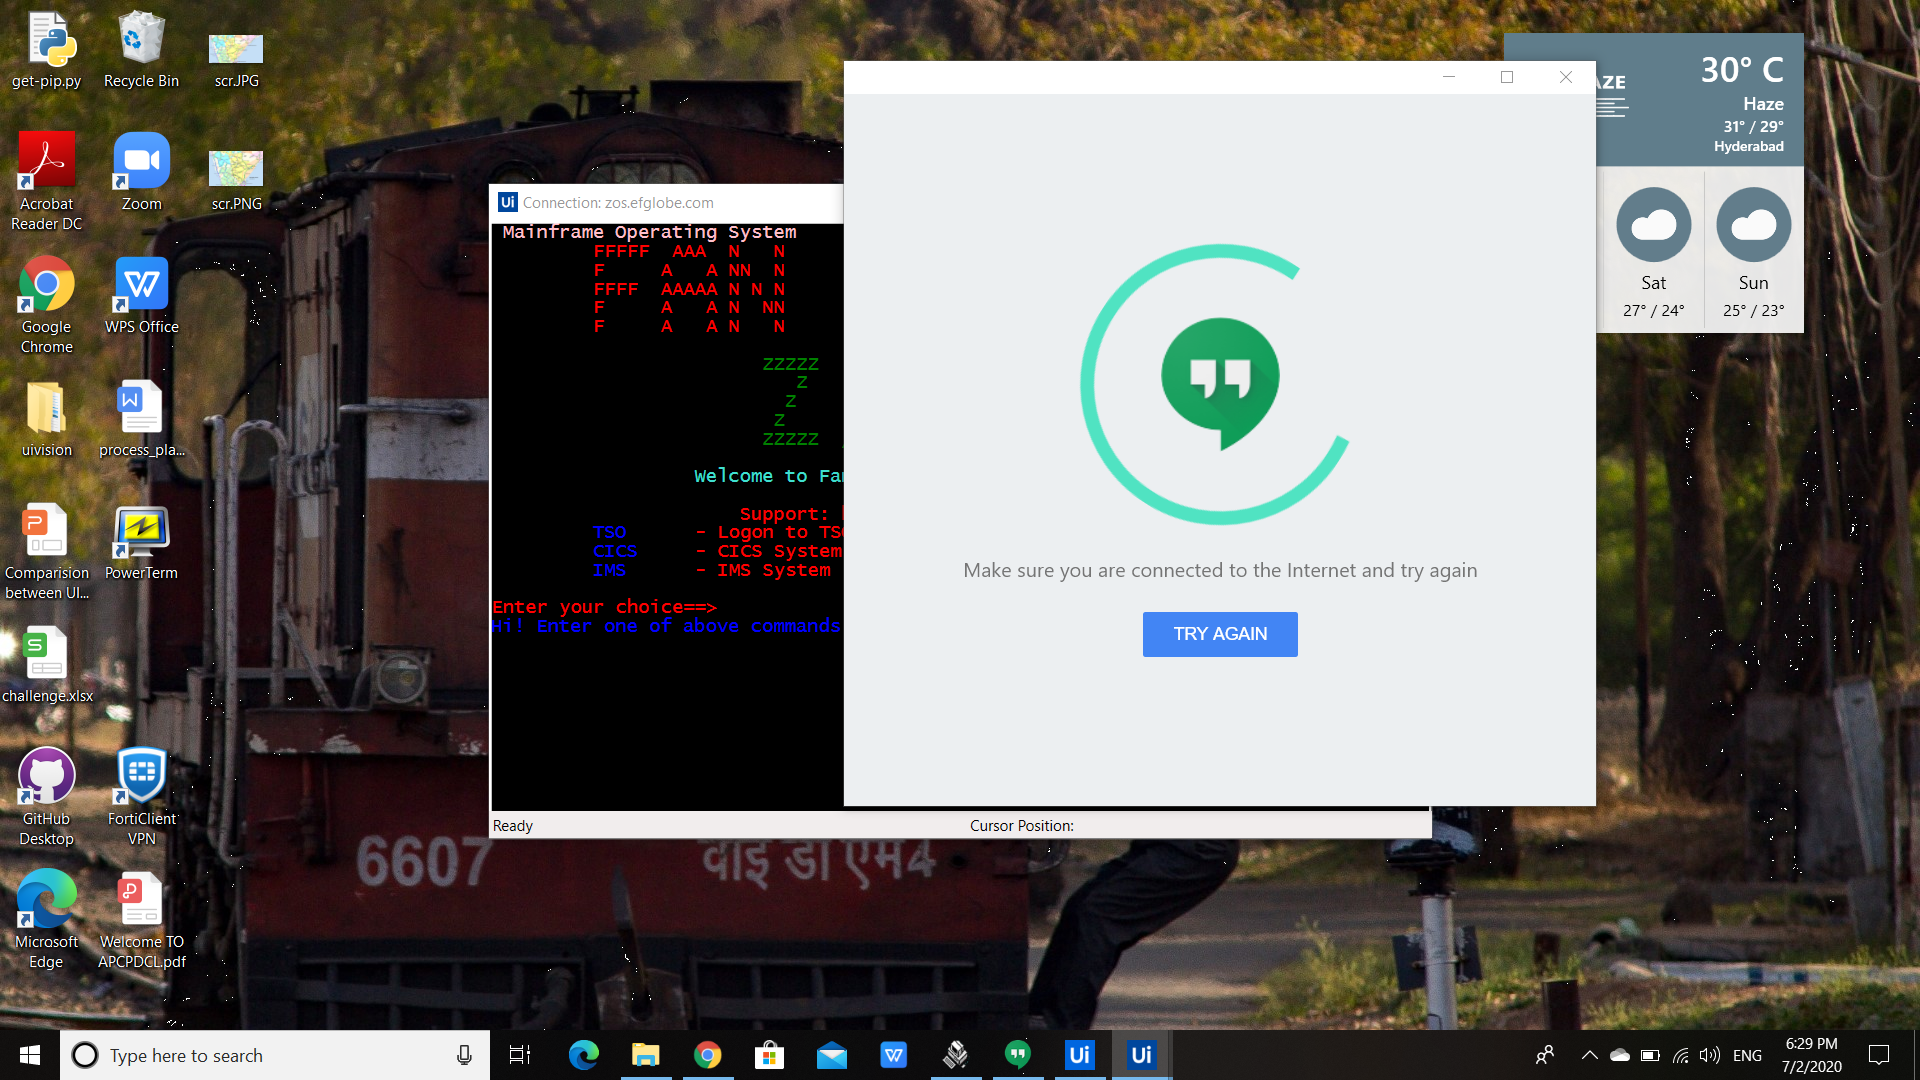 get-pip.py
Recycle Bin
scr.JPG
Acrobat
Reader DC
Zoom
scr.PNG
Google
Chrome
WPS Office
uivision
process_pla...
Comparision
between UI...
PowerTerm
challenge.xlsx
GitHub
Desktop
FortiClient
VPN
Microsoft
Edge
Welcome TO
APCPDCL.pdf
Ui Connection: zos.efglobe.com
Mainframe Operating System
FFFFF AAA N N
F A A NN N
FFFF AAAAA N N N
F A A N NN
F A A N N
ZZZZZ
Z
Z
Z
ZZZZZ
Welcome to Fa
Support:
TSO - Logon to TS
CICS - CICS System
IMS - IMS System
Enter your choice==>
Hi! Enter one of above commands
Ready
Cursor Position:
Make sure you are connected to the Internet and try again
TRY AGAIN
AZE
30° C
Haze
31° / 29°
Hyderabad
Sat
27° / 24°
Sun
25° / 23°
6607
वाइ डी एम4
Type here to search
Ui
Ui
ENG
6:29 PM
7/2/2020